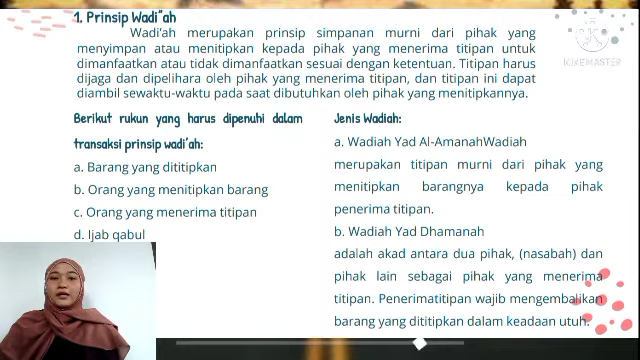 1. Prinsip Wadi"ah
Wadi'ah merupakan prinsip simpanan murni dari pihak yang
menyimpan atau menitipkan kepada pihak yang menerima titipan untuk
dimanfaatkan atau tidak dimanfaatkan sesuai dengan ketentuan. Titipan harus
dijaga dan dipelihara oleh pihak yang menerima titipan, dan titipan ini dapat
diambil sewaktu-waktu pada saat dibutuhkan oleh pihak yang menitipkannya.
Berikut rukun yang harus dipenuhi dalam
transaksi prinsip wadi'ah:
a. Barang yang dititipkan
b. Orang yang menitipkan barang
c. Orang yang menerima titipan
d. Ijab qabul
Jenis Wadiah:
a. Wadiah Yad Al-AmanahWadiah
merupakan titipan murni dari pihak yang
menitipkan barangnya kepada pihak
penerima titipan.
b. Wadiah Yad Dhamanah
adalah akad antara dua pihak, (nasabah) dan
pihak lain sebagai pihak yang menerima
titipan. Penerimatitipan wajib mengembalikan
barang yang dititipkan dalam keadaan utuh.
KINEMASTER